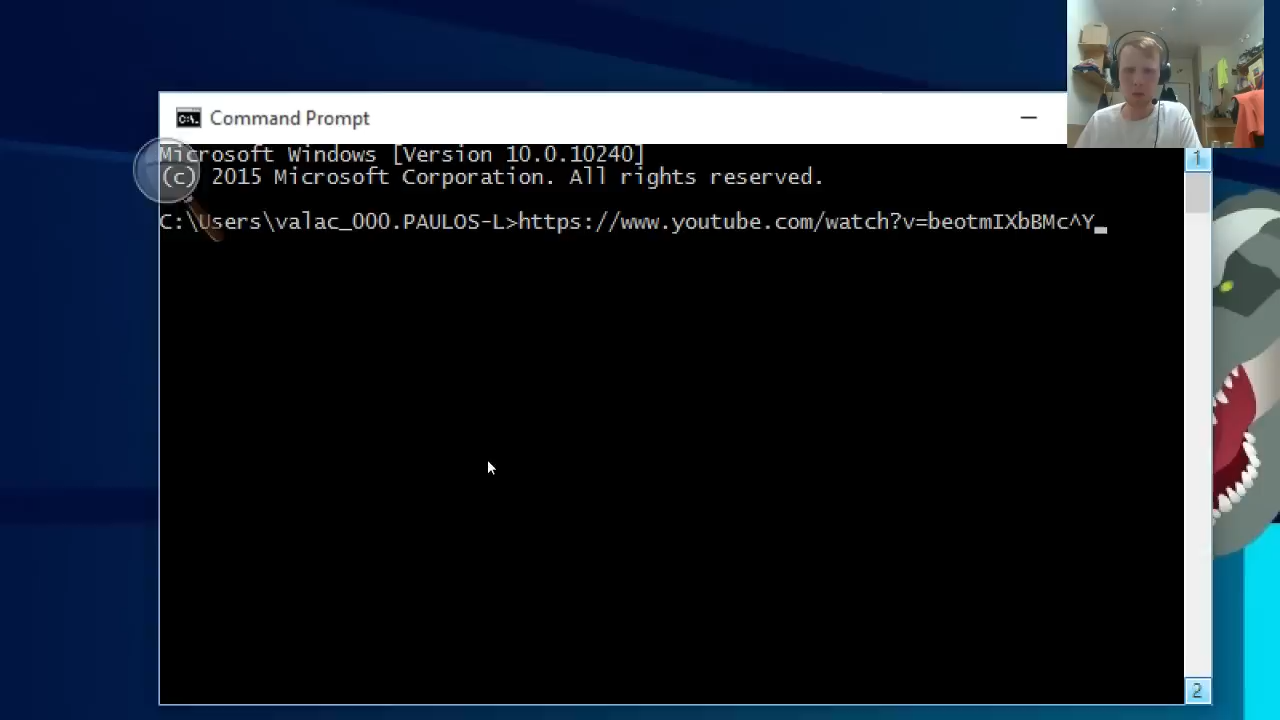 Command Prompt
Microsoft Windows [Version 10.0.10240]
(c) 2015 Microsoft Corporation. All rights reserved.
C:\Users\valac_000.PAULOS-L>https://www.youtube.com/watch?v=beotmIXbBMc^Y_
1
2